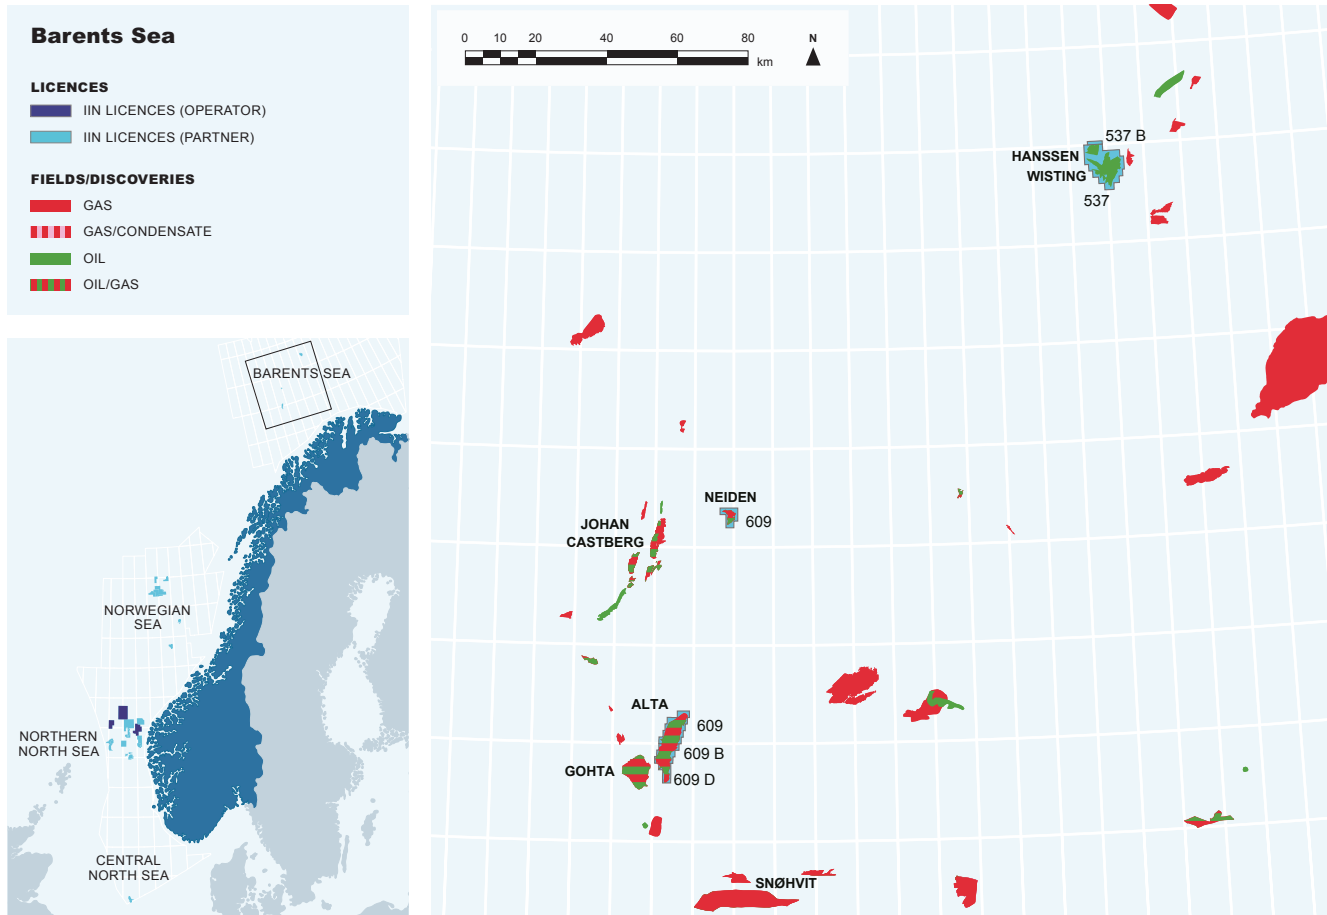 Barents Sea
LICENCES
IIN LICENCES (OPERATOR)
IIN LICENCES (PARTNER)
FIELDS/DISCOVERIES
GAS
GAS/CONDENSATE
OIL
OIL/GAS
BARENTS SEA
NORWEGIAN
SEA
NORTHERN
NORTH SEA
CENTRAL
NORTH SEA
0 10 20 40 60 80
km
N
537 B
HANSSEN
WISTING
537
NEIDEN
609
JOHAN
CASTBERG
ALTA
609
609 B
GOHTA
609 D
SNØHVIT